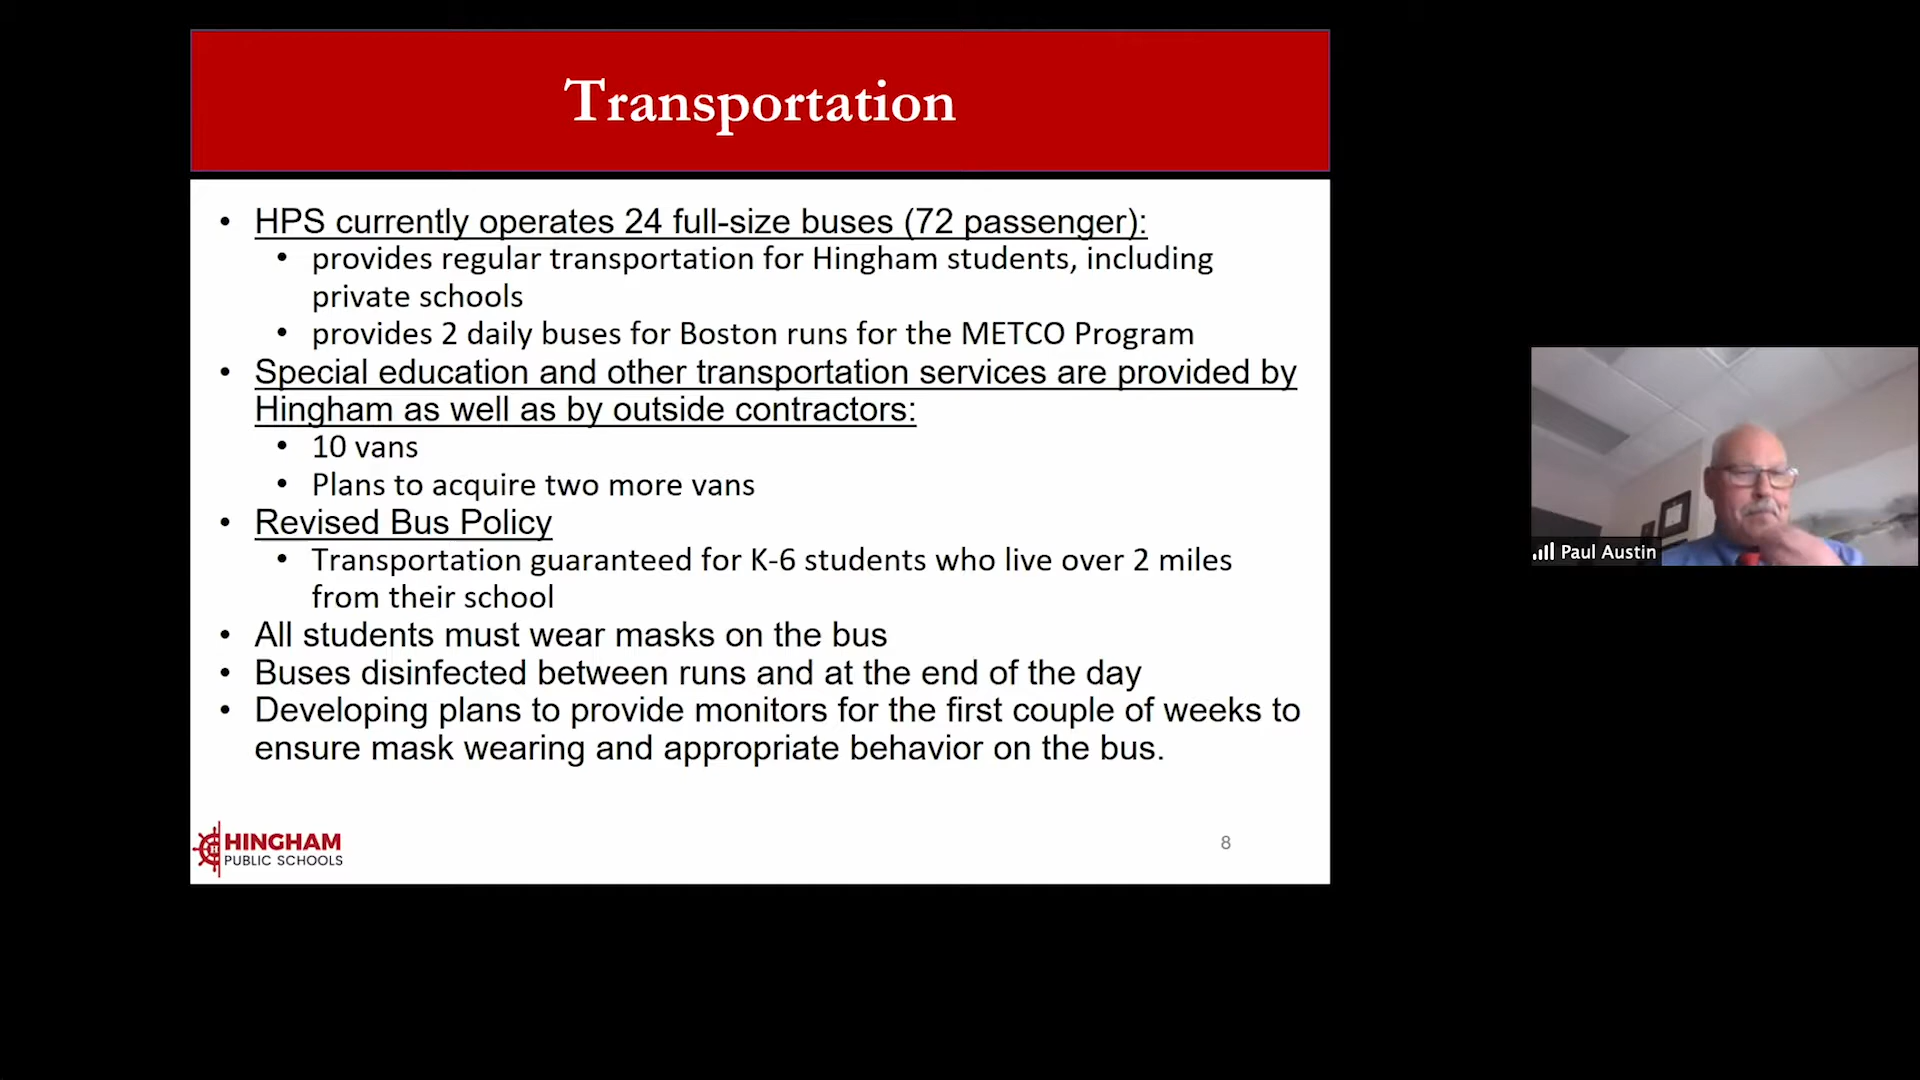 Transportation
• HPS currently operates 24 full-size buses (72 passenger):
• provides regular transportation for Hingham students, including
private schools
• provides 2 daily buses for Boston runs for the METCO Program
• Special education and other transportation services are provided by
Hingham as well as by outside contractors:
• 10 vans
• Plans to acquire two more vans
• Revised Bus Policy
• Transportation guaranteed for K-6 students who live over 2 miles
from their school
• All students must wear masks on the bus
• Buses disinfected between runs and at the end of the day
• Developing plans to provide monitors for the first couple of weeks to
ensure mask wearing and appropriate behavior on the bus.
HINGHAM
PUBLIC SCHOOLS
8
Paul Austin